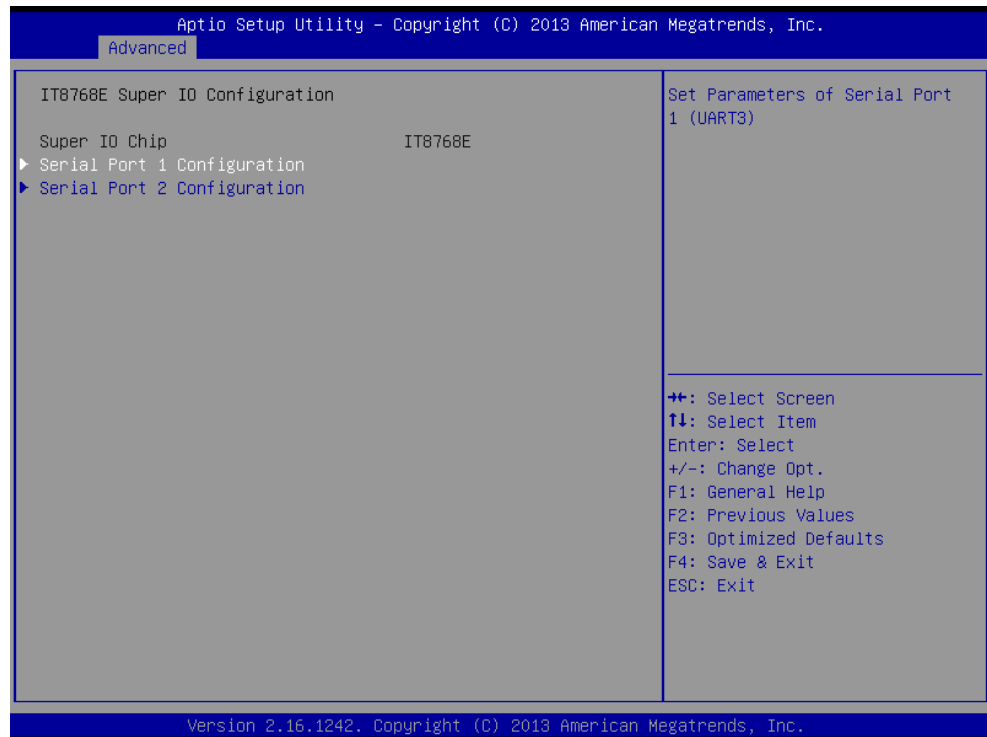 Aptio Setup Utility – Copyright (C) 2013 American Megatrends, Inc.
Advanced
IT8768E Super IO Configuration
Super IO Chip IT8768E
▶ Serial Port 1 Configuration
▶ Serial Port 2 Configuration
Set Parameters of Serial Port
1 (UART3)
→←: Select Screen
↑↓: Select Item
Enter: Select
+/-: Change Opt.
F1: General Help
F2: Previous Values
F3: Optimized Defaults
F4: Save & Exit
ESC: Exit
Version 2.16.1242. Copyright (C) 2013 American Megatrends, Inc.